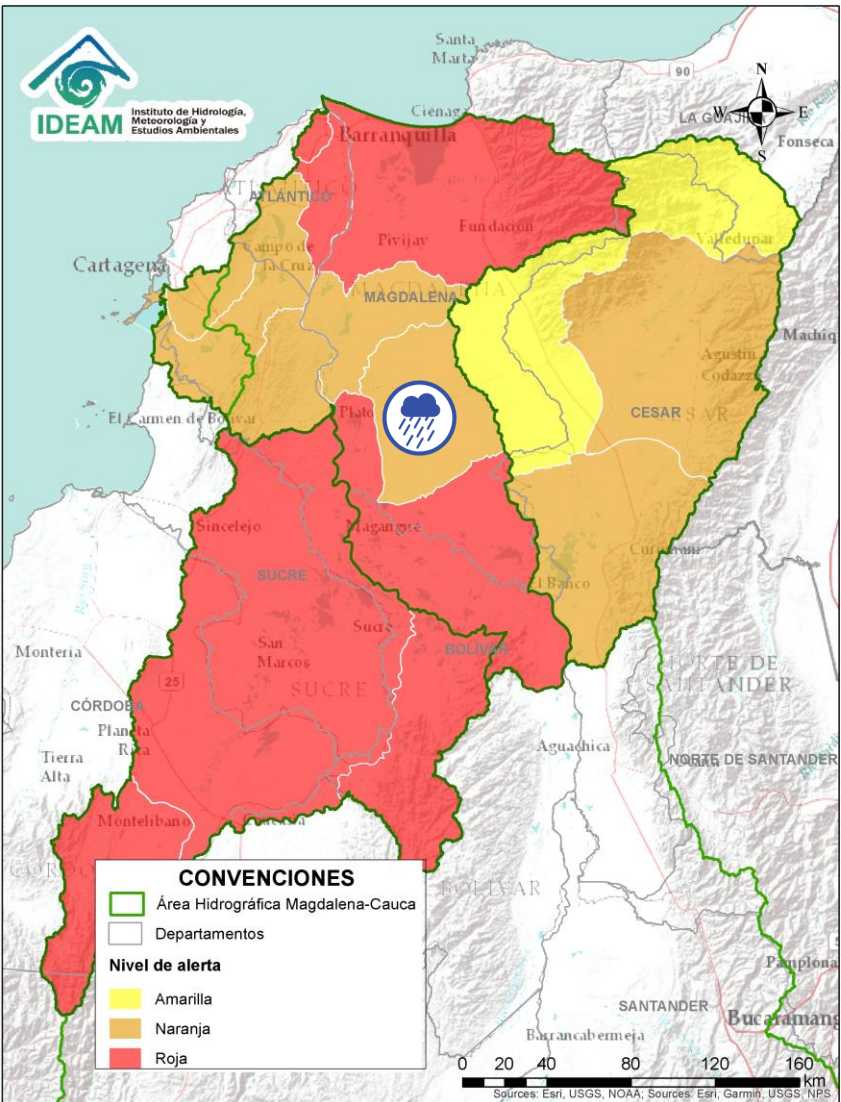 IDEAM
Instituto de Hidrología,
Meteorología y
Estudios Ambientales
Santa
Marta
90
N
W
E
S
LA GUAJIRA
Fonseca
Ciénaga
Barranquilla
ATLÁNTICO
Fundación
Pivijay
Valledupar
Campo de
la Cruz
Cartagena
MAGDALENA
MAGDALENA
Machiq
Agustín
Codazzi
El Carmen de Bolívar
Plato
CESAR
CESAR
Sincelejo
Magangué
SUCRE
Curumaní
El Banco
Montería
San
Marcos
Sucre
BOLÍVAR
SUCRE
25
NORTE DE
SANTANDER
CÓRDOBA
Planeta
Rica
Tierra
Alta
Aguachica
NORTE DE SANTANDER
Montelíbano
CONVENCIONES
Área Hidrográfica Magdalena-Cauca
Departamentos
Nivel de alerta
Amarilla
Naranja
Roja
BOLÍVAR
Pamplona
SANTANDER
Bucaramang
Barrancabermeja
0 20 40 80 120 160
km
Sources: Esri, USGS, NOAA; Sources: Esri, Garmin, USGS, NPS